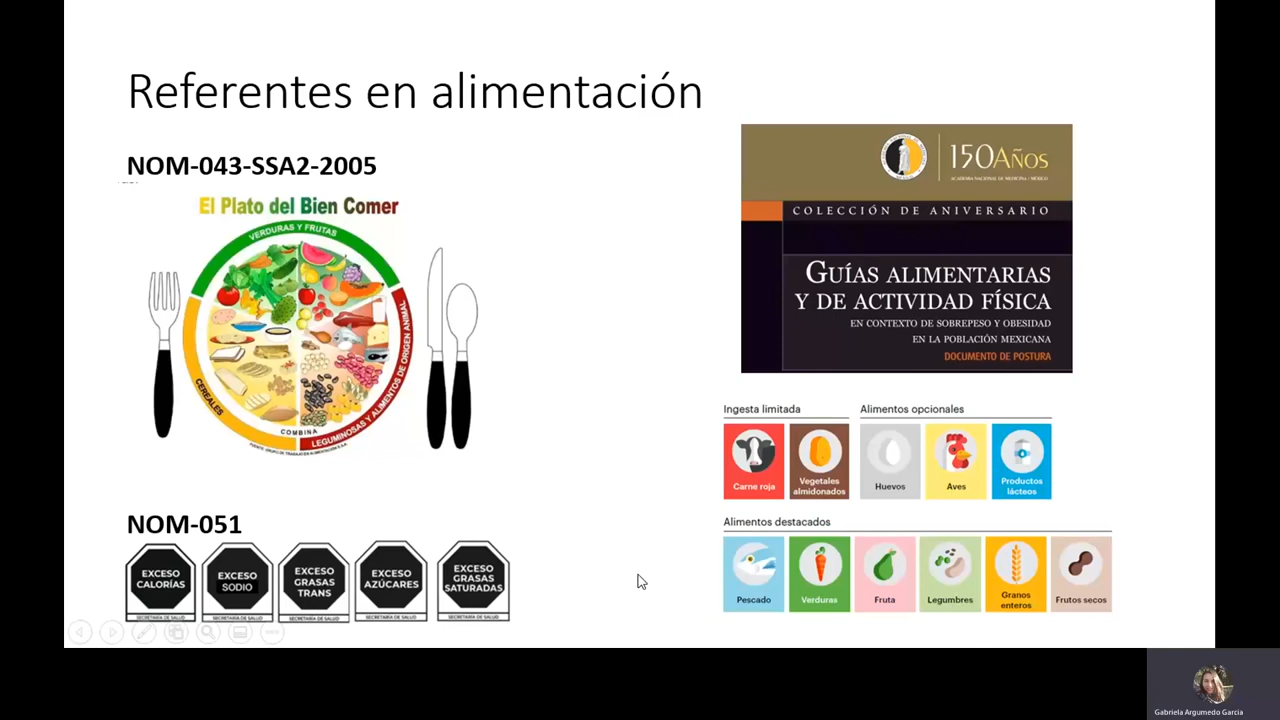 Referentes en alimentación
NOM-043-SSA2-2005
El Plato del Bien Comer
VERDURAS Y FRUTAS
CEREALES
LEGUMINOSAS Y ALIMENTOS DE ORIGEN ANIMAL
COMBINA
NOM-051
EXCESO
CALORÍAS
SECRETARÍA DE SALUD
EXCESO
SODIO
SECRETARÍA DE SALUD
EXCESO
GRASAS
TRANS
SECRETARÍA DE SALUD
EXCESO
AZÚCARES
SECRETARÍA DE SALUD
EXCESO
GRASAS
SATURADAS
SECRETARÍA DE SALUD
150 AÑOS
ACADEMIA NACIONAL DE MEDICINA / MÉXICO
COLECCIÓN DE ANIVERSARIO
GUÍAS ALIMENTARIAS
Y DE ACTIVIDAD FÍSICA
EN CONTEXTO DE SOBREPESO Y OBESIDAD
EN LA POBLACIÓN MEXICANA
DOCUMENTO DE POSTURA
Ingesta limitada
Carne roja
Vegetales
almidonados
Alimentos opcionales
Huevos
Aves
Productos
lácteos
Alimentos destacados
Pescado
Verduras
Fruta
Legumbres
Granos
enteros
Frutos secos
Gabriela Argumedo Garcia